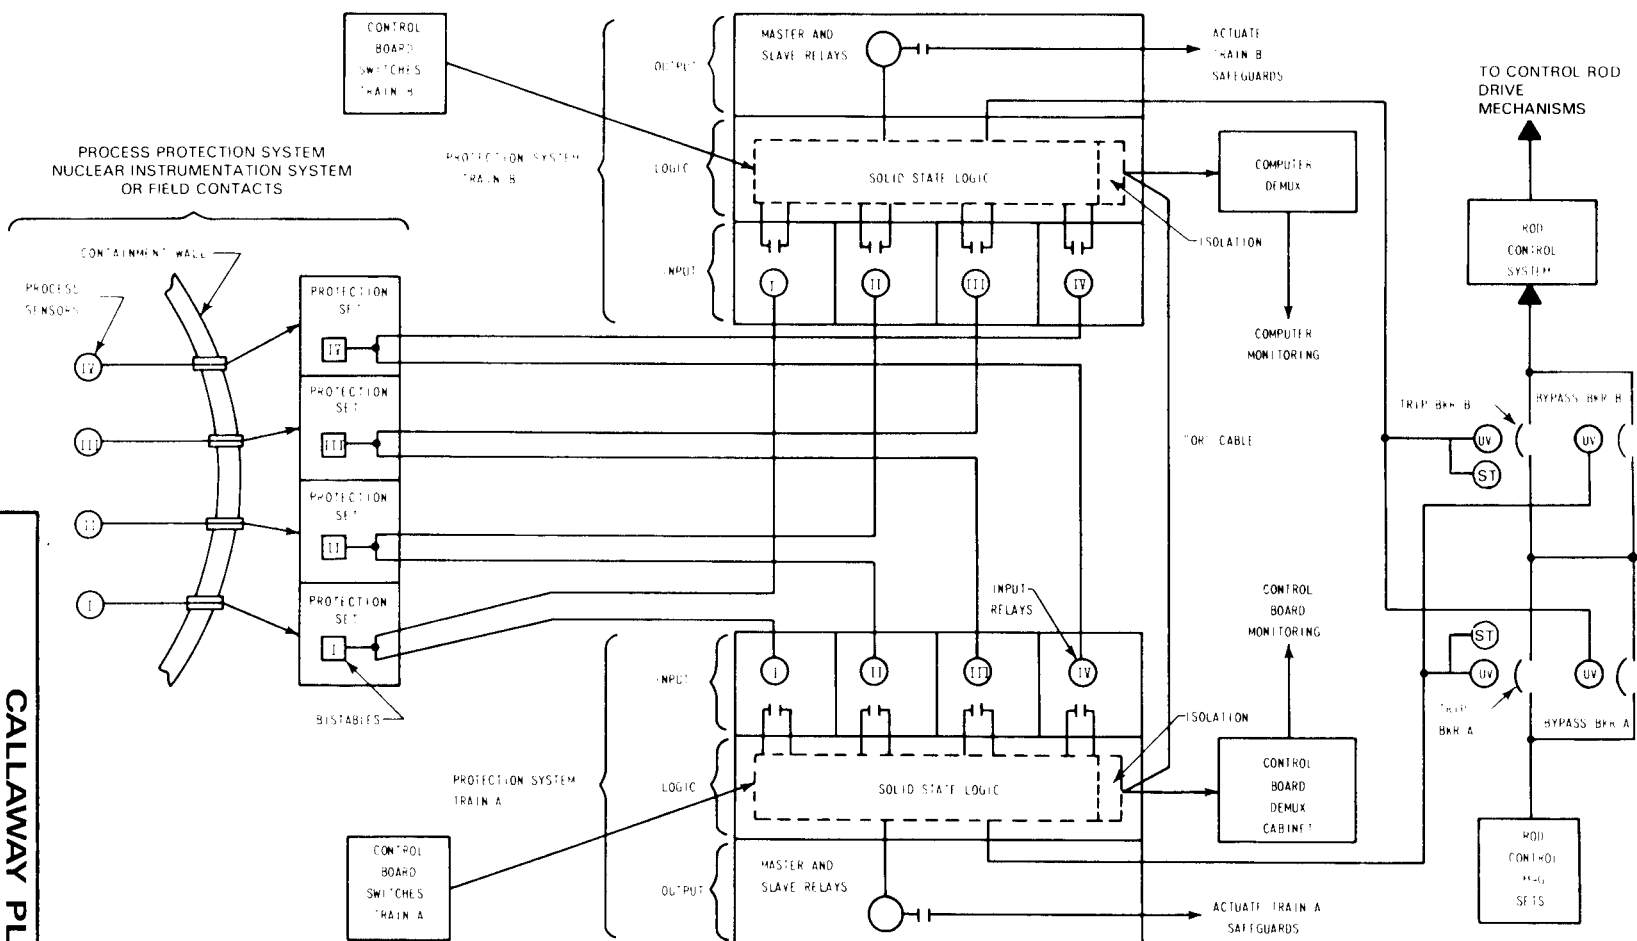 CONTROL
BOARD
SWITCHES
TRAIN B
PROTECTION SYSTEM
TRAIN B
OUTPUT
LOGIC
INPUT
MASTER AND
SLAVE RELAYS
ACTUATE
TRAIN B
SAFEGUARDS
SOLID STATE LOGIC
ISOLATION
I
II
III
IV
COMPUTER
DEMUX
COMPUTER
MONITORING
TO CONTROL ROD
DRIVE
MECHANISMS
ROD
CONTROL
SYSTEM
PROCESS PROTECTION SYSTEM
NUCLEAR INSTRUMENTATION SYSTEM
OR FIELD CONTACTS
CONTAINMENT WALL
PROCESS
SENSORS
IV
III
II
I
PROTECTION
SET
IV
PROTECTION
SET
III
PROTECTION
SET
II
PROTECTION
SET
I
BISTABLES
"OR" CABLE
TRIP BKR B
BYPASS BKR B
UV
ST
UV
INPUT
RELAYS
CONTROL
BOARD
MONITORING
ST
UV
UV
TRIP
BKR A
BYPASS BKR A
PROTECTION SYSTEM
TRAIN A
INPUT
LOGIC
OUTPUT
I
II
III
IV
SOLID STATE LOGIC
ISOLATION
CONTROL
BOARD
DEMUX
CABINET
CONTROL
BOARD
SWITCHES
TRAIN A
MASTER AND
SLAVE RELAYS
ACTUATE TRAIN A
SAFEGUARDS
ROD
CONTROL
M-G
SETS
CALLAWAY PL